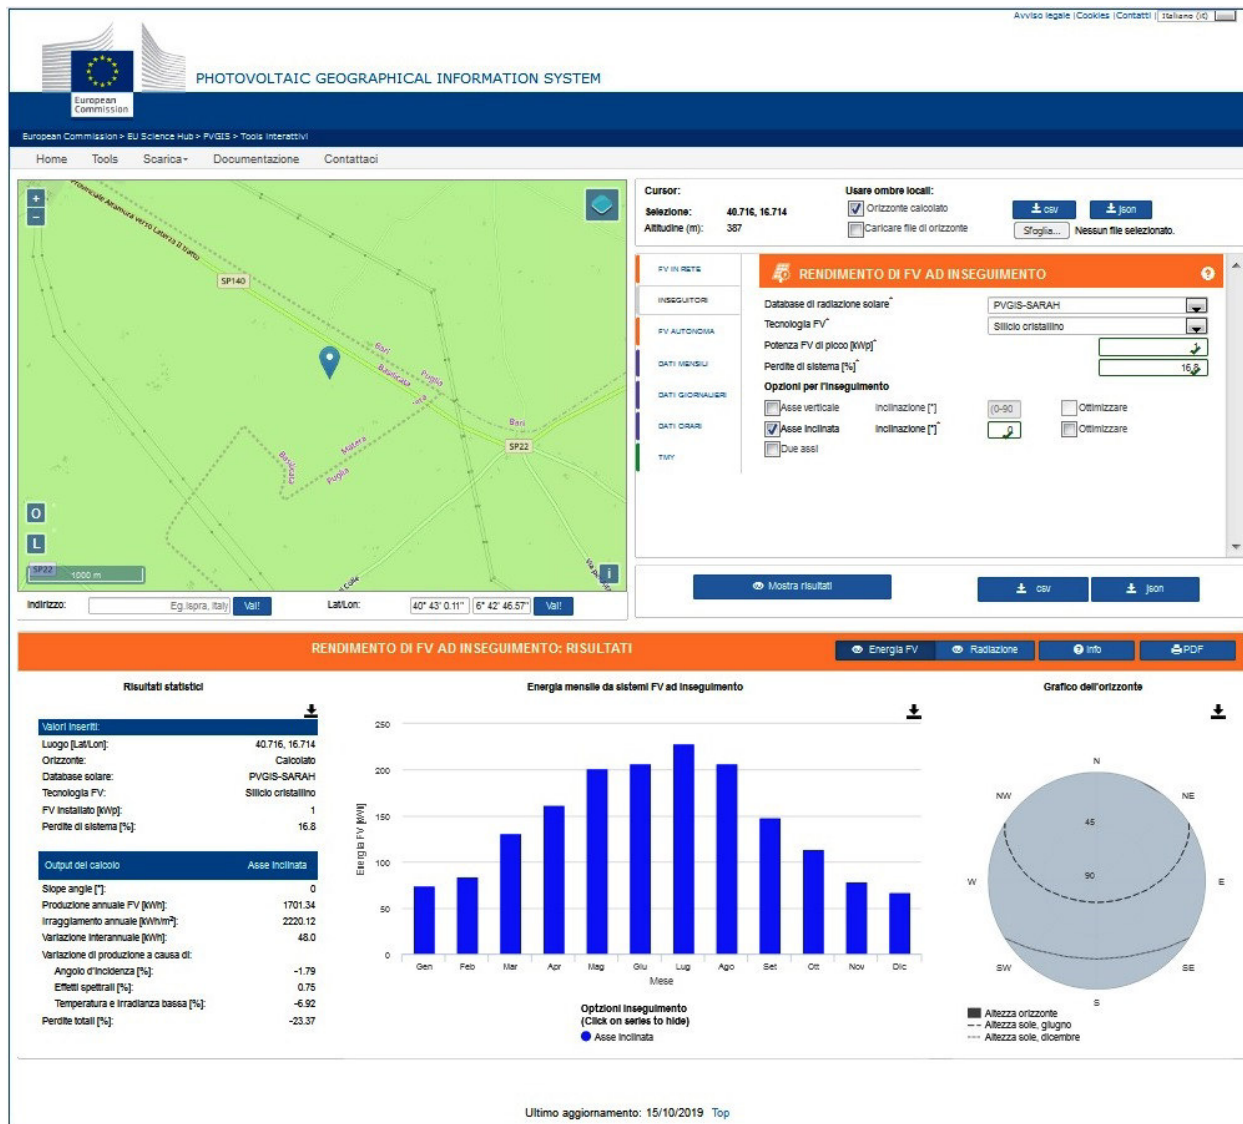 Avviso legale |Cookies |Contatti | Italiano (it)
PHOTOVOLTAIC GEOGRAPHICAL INFORMATION SYSTEM
European
Commission
European Commission > EU Science Hub > PVGIS > Tools Interattivi
Home Tools Scarica Documentazione Contattaci
+
−
Provinciale Altamura verso Laterza II tratto
SP140
Bari
Puglia
Basilicata
Matera
Bari
SP22
Matera
Puglia
Basilicata
O
L
SP22
1000 m
i
Indirizzo: Eg.Ispra, Italy Vai! Lat/Lon: 40° 43' 0.11" 6° 42' 46.57" Vai!
Cursor:
Selezione: 40.716, 16.714
Altitudine (m): 387
Usare ombre locali:
Orizzonte calcolato csv json
Caricare file di orizzonte Sfoglia... Nessun file selezionato.
FV IN RETE
INSEGUITORI
FV AUTONOMA
DATI MENSILI
DATI GIORNALIERI
DATI ORARI
TMY
RENDIMENTO DI FV AD INSEGUIMENTO ?
Database di radiazione solare* PVGIS-SARAH
Tecnologia FV* Silicio cristallino
Potenza FV di picco [kWp]* 1
Perdite di sistema [%]* 16.8
Opzioni per l'inseguimento
Asse verticale Inclinazione [°] (0-90 Ottimizzare
Asse Inclinata Inclinazione [°]* 0 Ottimizzare
Due assi
Mostra risultati csv json
RENDIMENTO DI FV AD INSEGUIMENTO: RISULTATI Energia FV Radiazione Info PDF
Risultati statistici
Valori Inseriti:
Luogo [Lat/Lon]: 40.716, 16.714
Orizzonte: Calcolato
Database solare: PVGIS-SARAH
Tecnologia FV: Silicio cristallino
FV Installato [kWp]: 1
Perdite di sistema [%]: 16.8
Output del calcolo Asse Inclinata
Slope angle [°]: 0
Produzione annuale FV [kWh]: 1701.34
Irraggiamento annuale [kWh/m²]: 2220.12
Variazione Interannuale [kWh]: 48.0
Variazione di produzione a causa di:
Angolo d'Incidenza [%]: -1.79
Effetti spettrali [%]: 0.75
Temperatura e Irradianza bassa [%]: -6.92
Perdite totali [%]: -23.37
Energia mensile da sistemi FV ad Inseguimento
Energia FV [kWh]
250
200
150
100
50
0
Gen Feb Mar Apr Mag Giu Lug Ago Set Ott Nov Dic
Mese
Optzioni Inseguimento
(Click on series to hide)
Asse Inclinata
Grafico dell'orizzonte
N
NW NE
45
W 90 E
SW SE
S
Altezza orizzonte
Altezza sole, giugno
Altezza sole, dicembre
Ultimo aggiornamento: 15/10/2019 Top